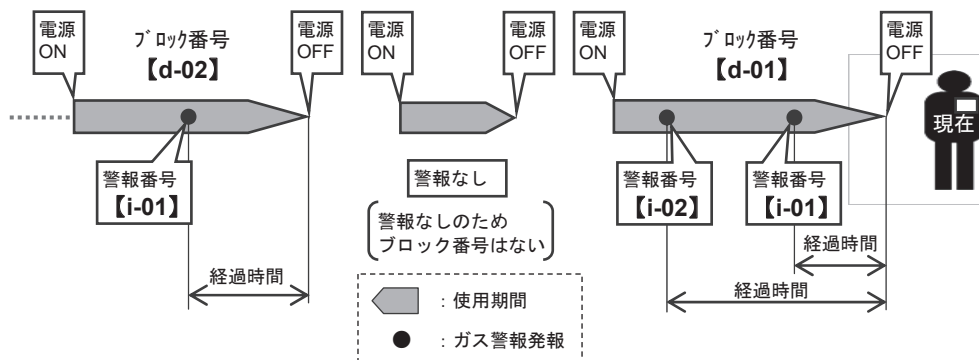 電源
ON
ブロック番号
【d-02】
電源
OFF
電源
ON
電源
OFF
電源
ON
ブロック番号
【d-01】
電源
OFF
現在
警報番号
【i-01】
警報なし
警報なしのため
ブロック番号はない
警報番号
【i-02】
警報番号
【i-01】
経過時間
経過時間
経過時間
：使用期間
：ガス警報発報